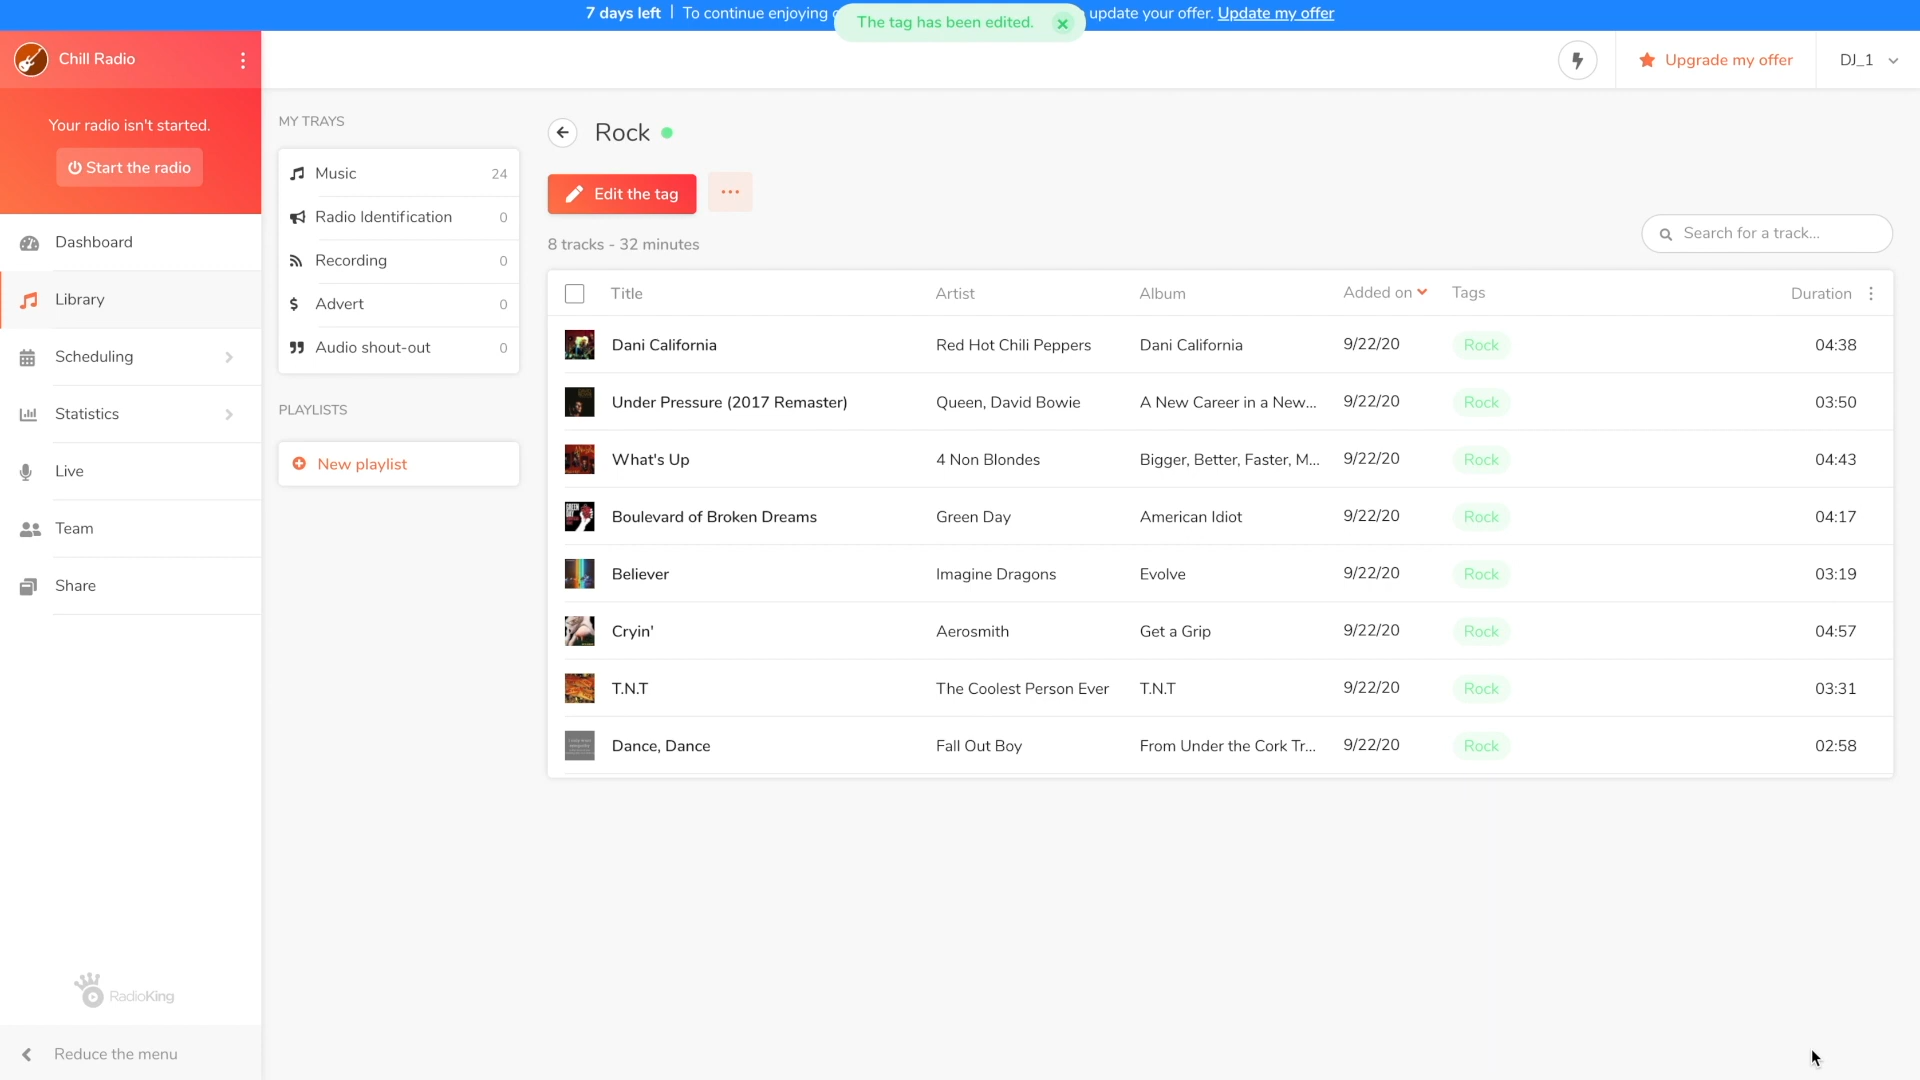 7 days left | To continue enjoying update your offer. Update my offer
The tag has been edited.
Chill Radio
Upgrade my offer
DJ_1
Your radio isn't started.
Start the radio
Dashboard
Library
Scheduling
Statistics
Live
Team
Share
RadioKing
Reduce the menu
MY TRAYS
Music 24
Radio Identification 0
Recording 0
Advert 0
Audio shout-out 0
PLAYLISTS
New playlist
Rock
Edit the tag
8 tracks - 32 minutes
Search for a track...
Title Artist Album Added on Tags Duration
Dani California Red Hot Chili Peppers Dani California 9/22/20 Rock 04:38
Under Pressure (2017 Remaster) Queen, David Bowie A New Career in a New... 9/22/20 Rock 03:50
What's Up 4 Non Blondes Bigger, Better, Faster, M... 9/22/20 Rock 04:43
Boulevard of Broken Dreams Green Day American Idiot 9/22/20 Rock 04:17
Believer Imagine Dragons Evolve 9/22/20 Rock 03:19
Cryin' Aerosmith Get a Grip 9/22/20 Rock 04:57
T.N.T The Coolest Person Ever T.N.T 9/22/20 Rock 03:31
Dance, Dance Fall Out Boy From Under the Cork Tr... 9/22/20 Rock 02:58